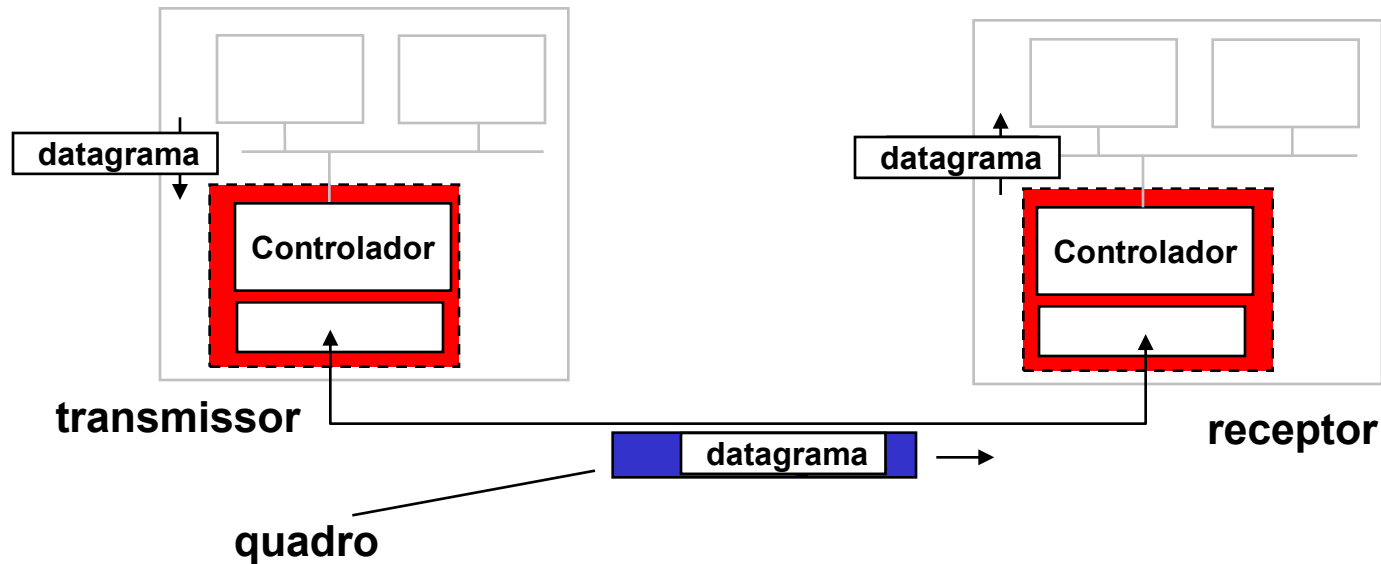 datagrama
datagrama
Controlador
Controlador
transmissor
receptor
datagrama
quadro